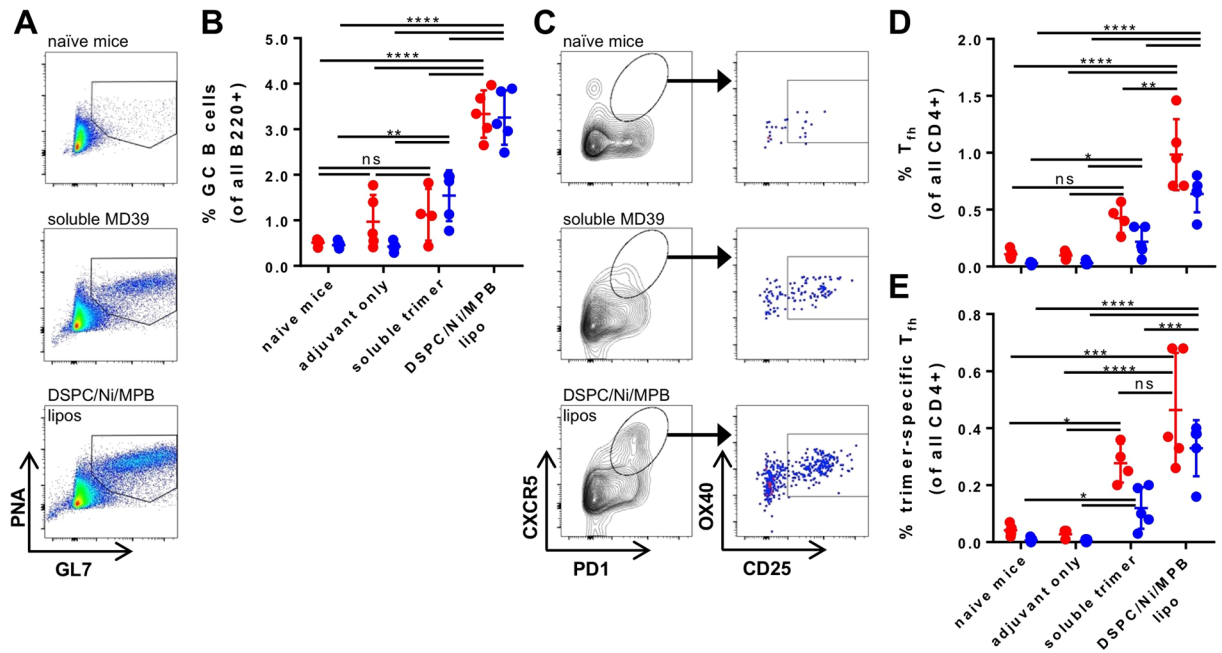 A
naïve mice
soluble MD39
DSPC/Ni/MPB
lipos
PNA
GL7
B
% GC B cells
(of all B220+)
5.0
4.0
3.0
2.0
1.0
0.0
****
****
**
ns
naive mice
adjuvant only
soluble trimer
DSPC/Ni/MPB
lipo
C
naïve mice
soluble MD39
DSPC/Ni/MPB
lipos
CXCR5
PD1
OX40
CD25
D
% Tfh
(of all CD4+)
2.0
1.5
1.0
0.5
0.0
****
****
**
*
ns
E
% trimer-specific Tfh
(of all CD4+)
0.8
0.6
0.4
0.2
0.0
****
***
***
****
ns
*
*
naive mice
adjuvant only
soluble trimer
DSPC/Ni/MPB
lipo